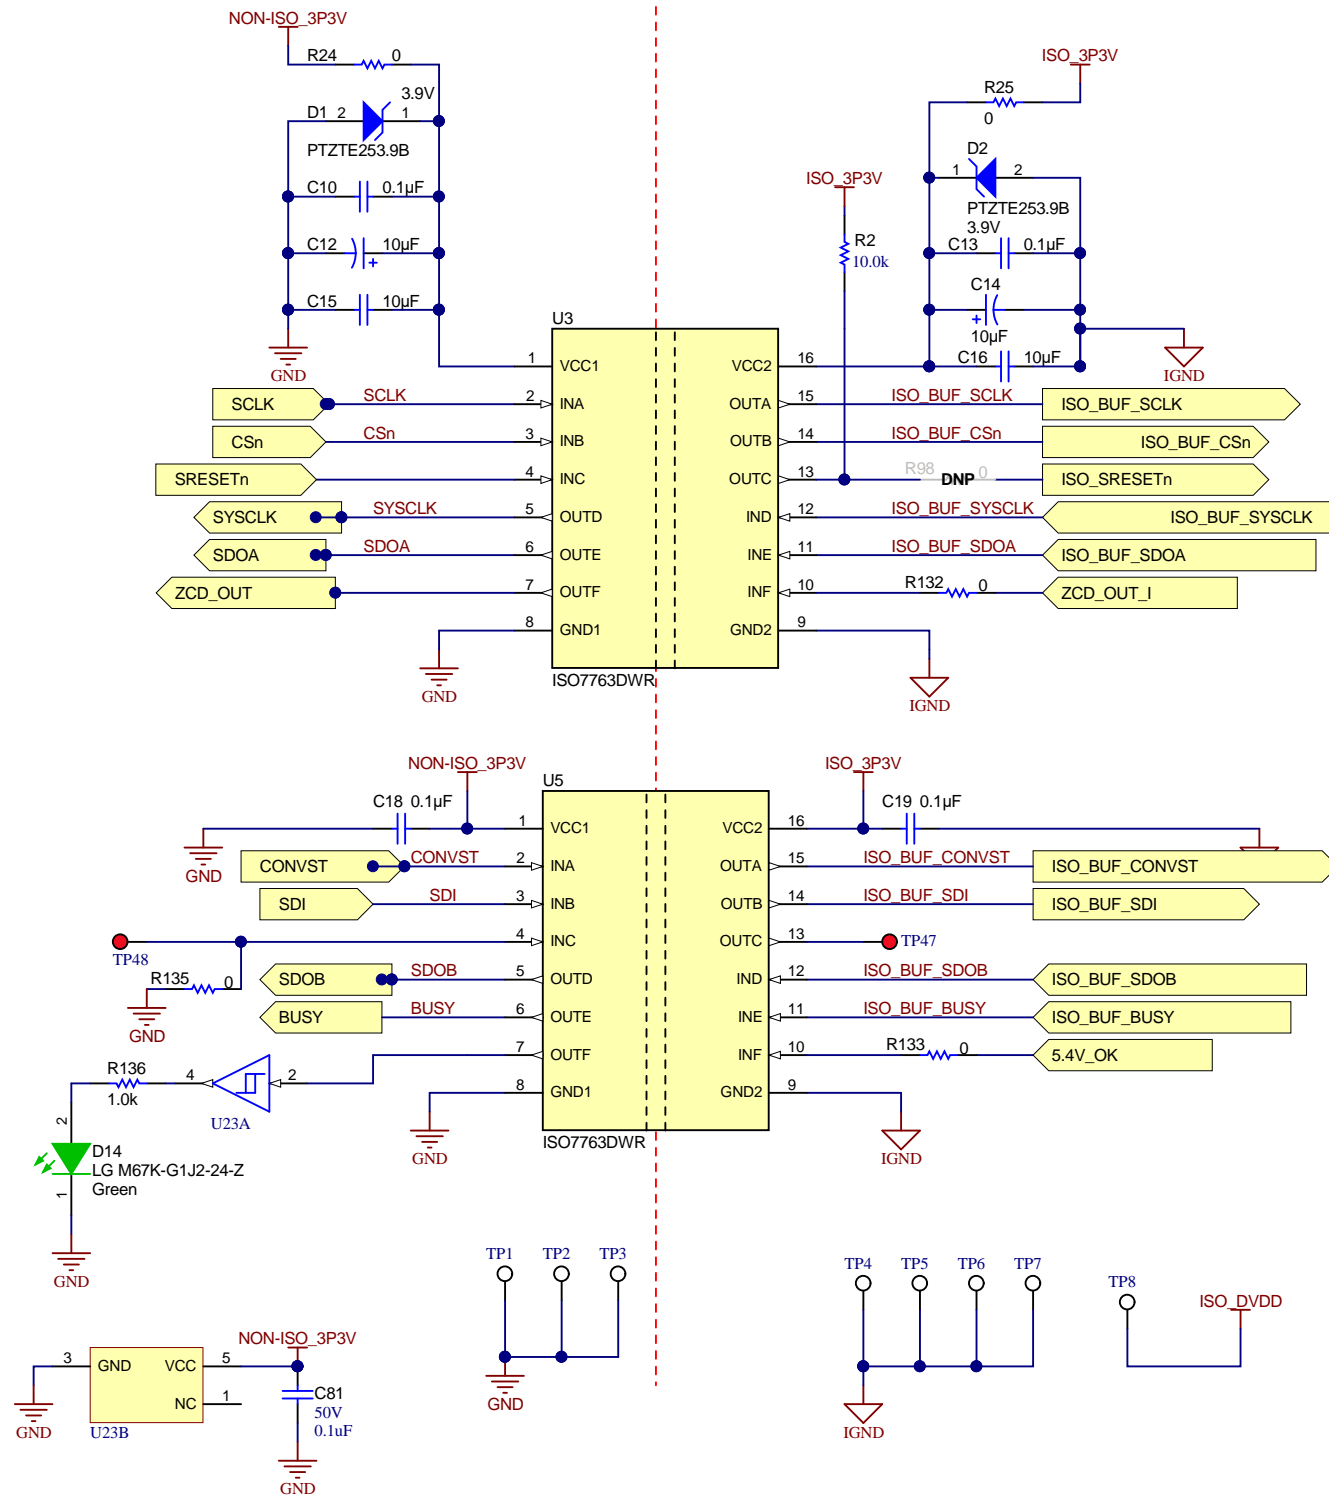 NON-ISO_3P3V
R24 0
3.9V
D1 2 1
PTZTE253.9B
C10 0.1µF
C12 10µF
+
C15 10µF
GND
ISO_3P3V
R25
0
D2
1 2
PTZTE253.9B
3.9V
C13 0.1µF
C14
+
10µF
C16 10µF
IGND
ISO_3P3V
R2
10.0k
U3
1 VCC1 VCC2 16
SCLK SCLK 2 INA OUTA 15 ISO_BUF_SCLK ISO_BUF_SCLK
CSn CSn 3 INB OUTB 14 ISO_BUF_CSn ISO_BUF_CSn
SRESETn 4 INC OUTC 13 R98 DNP 0 ISO_SRESETn
SYSCLK SYSCLK 5 OUTD IND 12 ISO_BUF_SYSCLK ISO_BUF_SYSCLK
SDOA SDOA 6 OUTE INE 11 ISO_BUF_SDOA ISO_BUF_SDOA
ZCD_OUT 7 OUTF INF 10 R132 0 ZCD_OUT_I
8 GND1 GND2 9
GND
ISO7763DWR
IGND
NON-ISO_3P3V
ISO_3P3V
U5
C18 0.1µF 1 VCC1 VCC2 16 C19 0.1µF
GND
CONVST CONVST 2 INA OUTA 15 ISO_BUF_CONVST ISO_BUF_CONVST
SDI SDI 3 INB OUTB 14 ISO_BUF_SDI ISO_BUF_SDI
TP48 4 INC OUTC 13 TP47
R135 0
GND
SDOB SDOB 5 OUTD IND 12 ISO_BUF_SDOB ISO_BUF_SDOB
BUSY BUSY 6 OUTE INE 11 ISO_BUF_BUSY ISO_BUF_BUSY
7 OUTF INF 10 R133 0 5.4V_OK
8 GND1 GND2 9
GND
ISO7763DWR
IGND
R136 4 2
1.0k
U23A
2
D14
LG M67K-G1J2-24-Z
Green
1
GND
TP1 TP2 TP3
GND
TP4 TP5 TP6 TP7
IGND
TP8
ISO_DVDD
NON-ISO_3P3V
3 GND VCC 5
NC 1
GND
U23B
C81
50V
0.1uF
GND